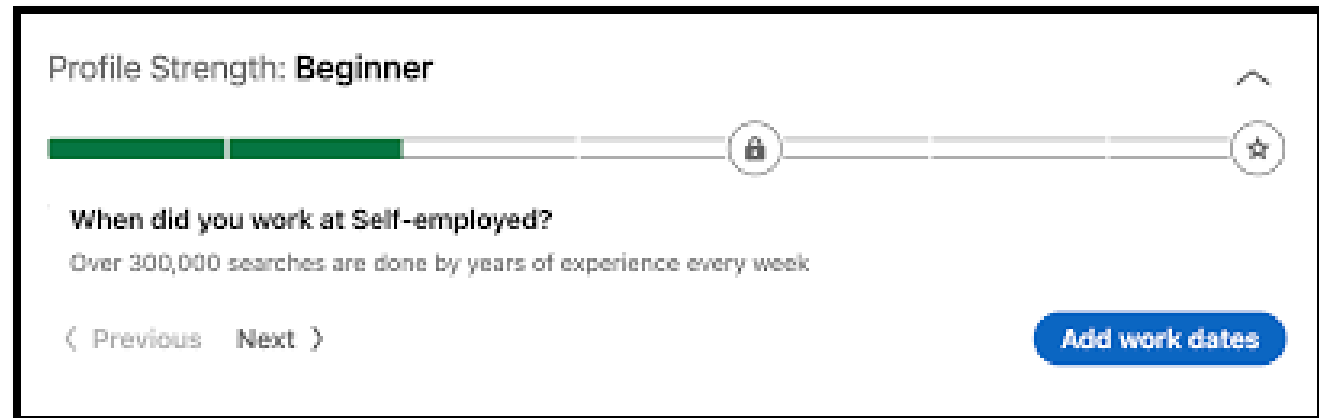 Profile Strength: Beginner
When did you work at Self-employed?
Over 300,000 searches are done by years of experience every week
Previous Next
Add work dates